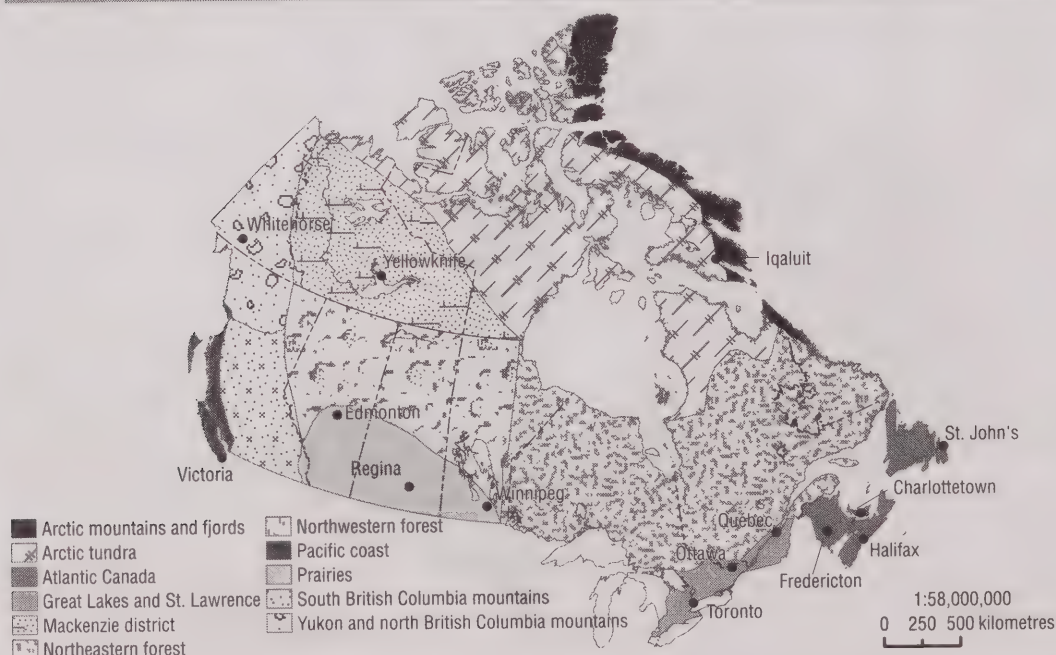 Whitehorse
Yellowknife
Iqaluit
Edmonton
St. John's
Victoria
Regina
Charlottetown
Winnipeg
Québec
Halifax
Ottawa
Fredericton
Toronto
Arctic mountains and fjords
Arctic tundra
Atlantic Canada
Great Lakes and St. Lawrence
Mackenzie district
Northeastern forest
Northwestern forest
Pacific coast
Prairies
South British Columbia mountains
Yukon and north British Columbia mountains
1:58,000,000
0 250 500 kilometres